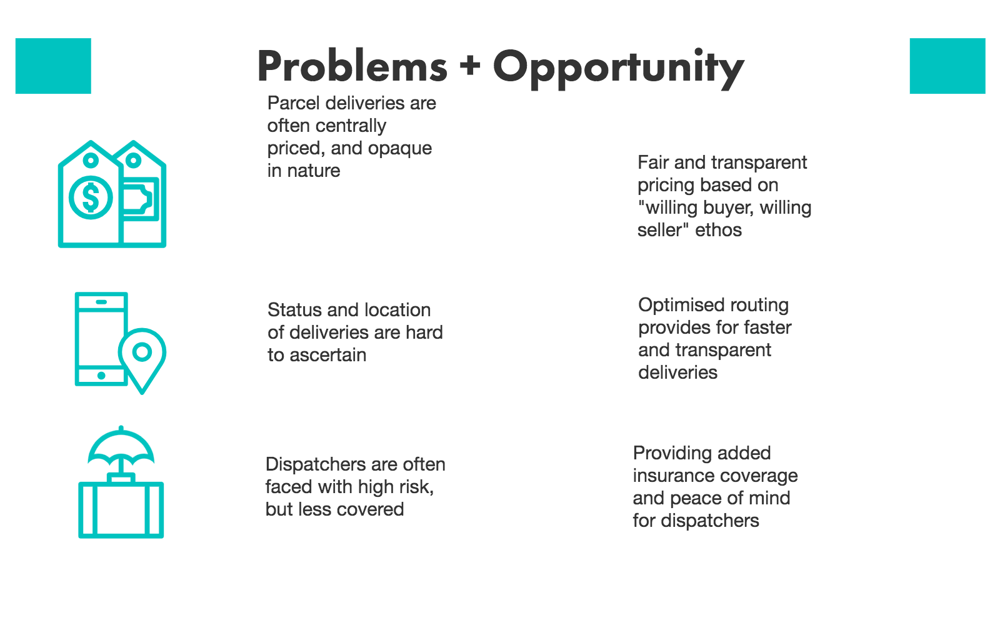 Problems + Opportunity
Parcel deliveries are
often centrally
priced, and opaque
in nature
Fair and transparent
pricing based on
"willing buyer, willing
seller" ethos
$
Status and location
of deliveries are hard
to ascertain
Optimised routing
provides for faster
and transparent
deliveries
Dispatchers are often
faced with high risk,
but less covered
Providing added
insurance coverage
and peace of mind
for dispatchers